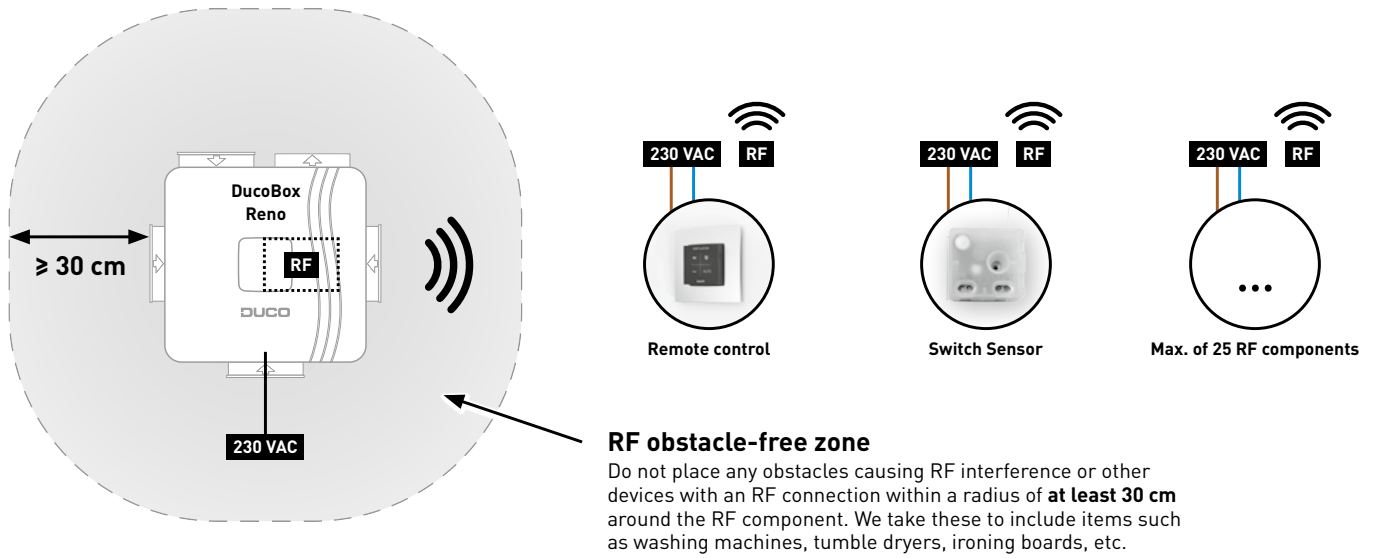 DucoBox
Reno
RF
≥ 30 cm
DUCO
230 VAC
230 VAC RF
Remote control
230 VAC RF
Switch Sensor
230 VAC RF
...
Max. of 25 RF components
RF obstacle-free zone
Do not place any obstacles causing RF interference or other
devices with an RF connection within a radius of at least 30 cm
around the RF component. We take these to include items such
as washing machines, tumble dryers, ironing boards, etc.